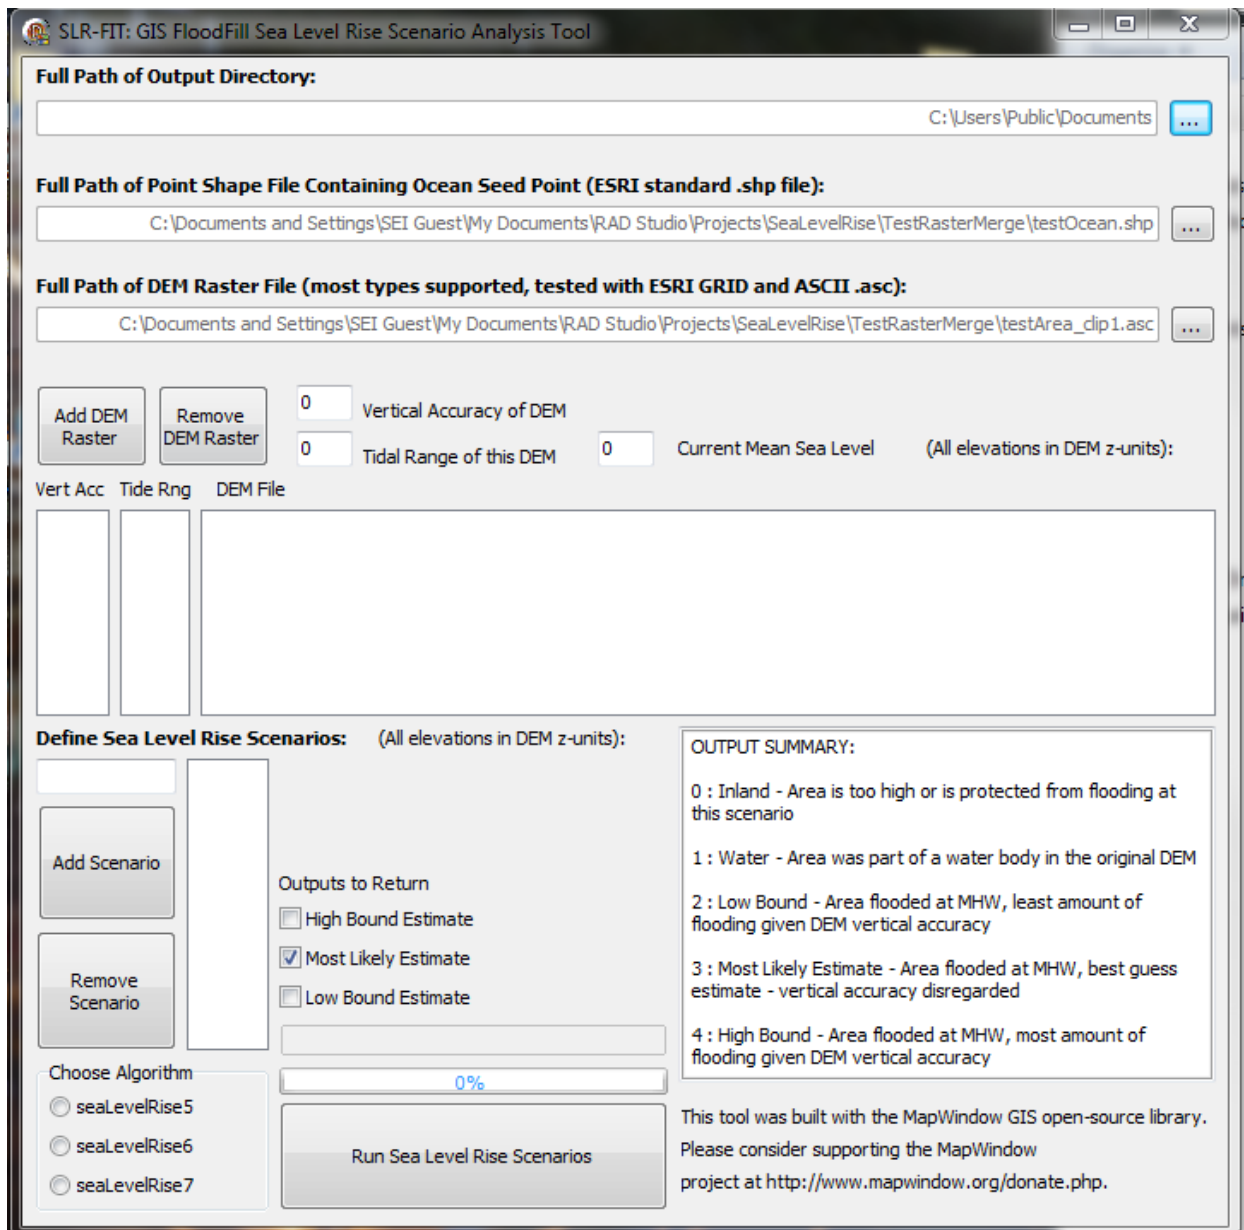 SLR-FIT: GIS FloodFill Sea Level Rise Scenario Analysis Tool
Full Path of Output Directory:
C:\Users\Public\Documents
...
Full Path of Point Shape File Containing Ocean Seed Point (ESRI standard .shp file):
C:\Documents and Settings\SEI Guest\My Documents\RAD Studio\Projects\SeaLevelRise\TestRasterMerge\testOcean.shp
...
Full Path of DEM Raster File (most types supported, tested with ESRI GRID and ASCII .asc):
C:\Documents and Settings\SEI Guest\My Documents\RAD Studio\Projects\SeaLevelRise\TestRasterMerge\testArea_clip1.asc
...
Add DEM
Raster
Remove
DEM Raster
0
Vertical Accuracy of DEM
0
Tidal Range of this DEM
0
Current Mean Sea Level
(All elevations in DEM z-units):
Vert Acc
Tide Rng
DEM File
Define Sea Level Rise Scenarios:
(All elevations in DEM z-units):
Add Scenario
Remove
Scenario
Outputs to Return
High Bound Estimate
Most Likely Estimate
Low Bound Estimate
0%
Choose Algorithm
seaLevelRise5
seaLevelRise6
seaLevelRise7
Run Sea Level Rise Scenarios
OUTPUT SUMMARY:
0 : Inland - Area is too high or is protected from flooding at
this scenario
1 : Water - Area was part of a water body in the original DEM
2 : Low Bound - Area flooded at MHW, least amount of
flooding given DEM vertical accuracy
3 : Most Likely Estimate - Area flooded at MHW, best guess
estimate - vertical accuracy disregarded
4 : High Bound - Area flooded at MHW, most amount of
flooding given DEM vertical accuracy
This tool was built with the MapWindow GIS open-source library.
Please consider supporting the MapWindow
project at http://www.mapwindow.org/donate.php.